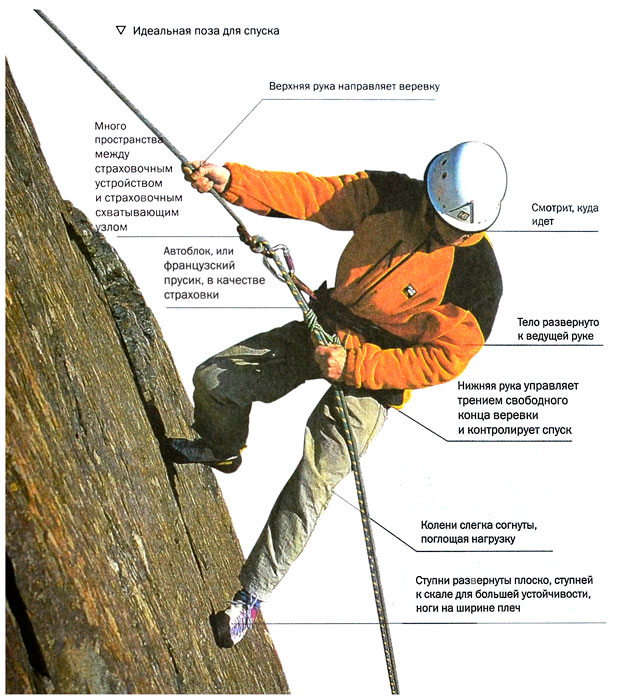 ▽ Идеальная поза для спуска
Верхняя рука направляет веревку
Много
пространства
между
страховочным
устройством
и страховочным
схватывающим
узлом
Автоблок, или
французский
прусик, в качестве
страховки
Смотрит, куда
идет
Тело развернуто
к ведущей руке
Нижняя рука управляет
трением свободного
конца веревки
и контролирует спуск
Колени слегка согнуты,
поглощая нагрузку
Ступни развернуты плоско, ступней
к скале для большей устойчивости,
ноги на ширине плеч